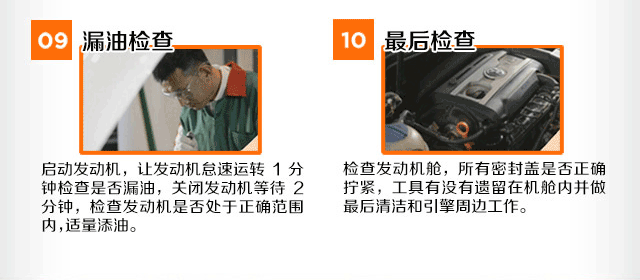 09 漏油检查
启动发动机，让发动机怠速运转 1 分
钟检查是否漏油，关闭发动机等待 2
分钟，检查发动机是否处于正确范围
内,适量添油。
10 最后检查
检查发动机舱，所有密封盖是否正确
拧紧，工具有没有遗留在机舱内并做
最后清洁和引擎周边工作。